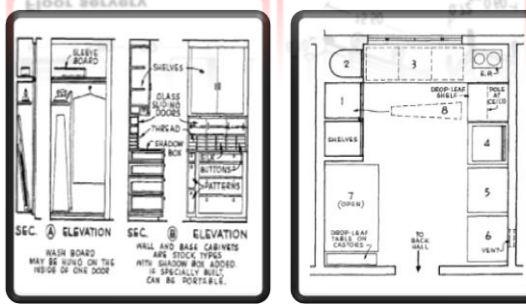 SLEEVE
BOARD
SHELVES
GLASS
SLIDING
DOORS
THREAD
SHADOW
BOX
BUTTONS
PATTERNS
SEC. A ELEVATION
SEC. B ELEVATION
WASH BOARD
MAY BE HUNG ON THE
INSIDE OF ONE DOOR
WALL AND BASE CABINETS
ARE STOCK TYPES
WITH SHADOW BOX ADDED
IF SPECIALLY BUILT,
CAN BE PORTABLE.
2
3
1
DROP-LEAF
SHELF
POLE
AT
8
SHELVES
4
7
(OPEN)
5
DROP-LEAF
TABLE ON
CASTORS
TO
BACK
HALL
6
VENT